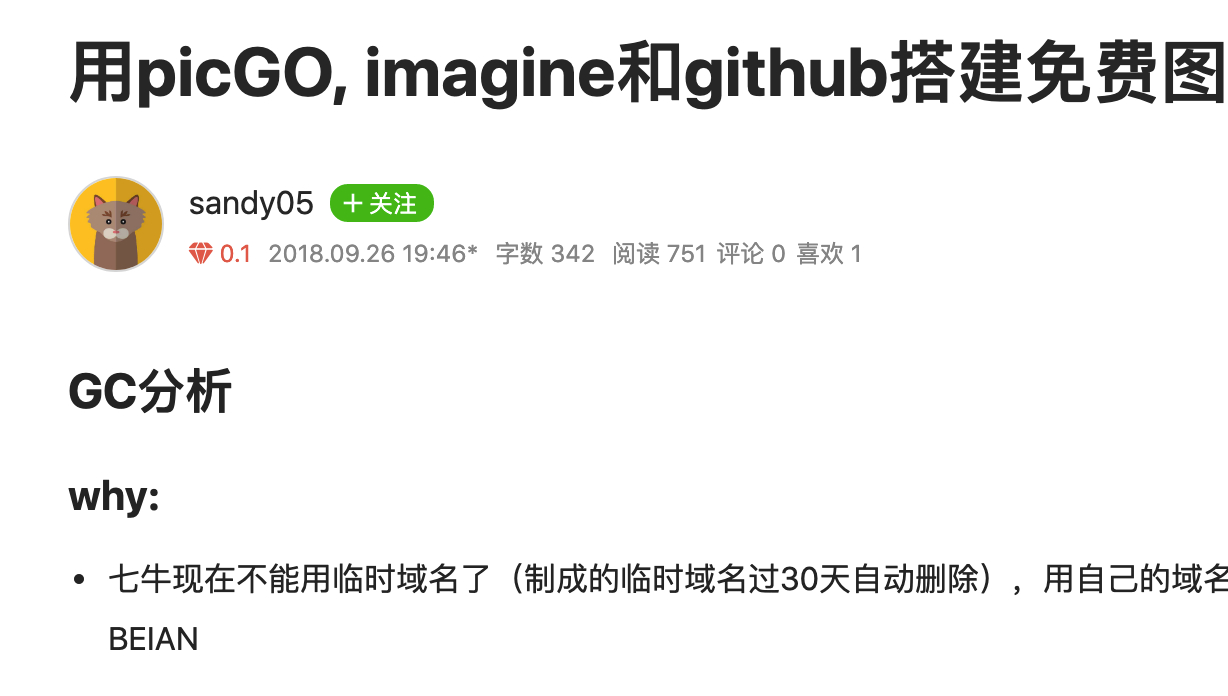 用picGO, imagine和github搭建免费图
sandy05 + 关注
0.1 2018.09.26 19:46* 字数 342 阅读 751 评论 0 喜欢 1
GC分析
why:
• 七牛现在不能用临时域名了（制成的临时域名过30天自动删除），用自己的域名
BEIAN